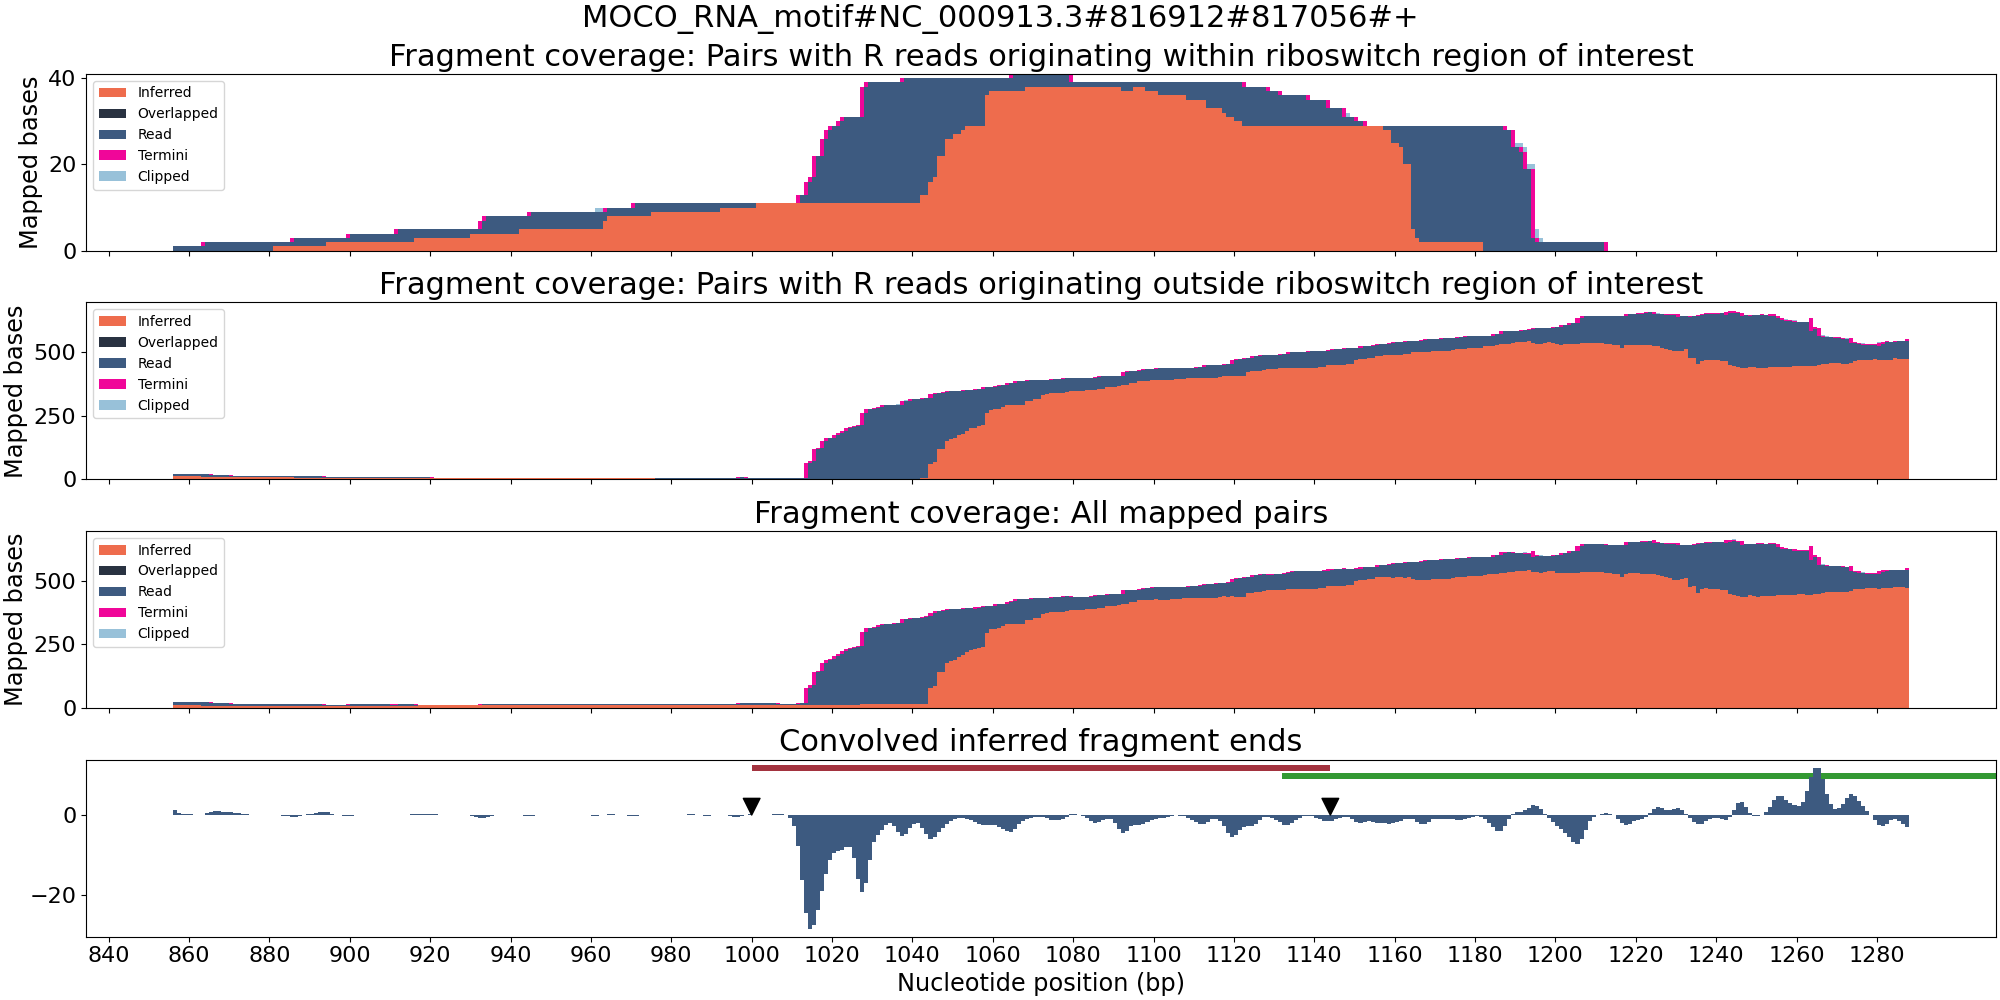 MOCO_RNA_motif#NC_000913.3#816912#817056#+
Fragment coverage: Pairs with R reads originating within riboswitch region of interest
Mapped bases
40
20
0
Inferred
Overlapped
Read
Termini
Clipped
Fragment coverage: Pairs with R reads originating outside riboswitch region of interest
Mapped bases
500
250
0
Inferred
Overlapped
Read
Termini
Clipped
Fragment coverage: All mapped pairs
Mapped bases
500
250
0
Inferred
Overlapped
Read
Termini
Clipped
Convolved inferred fragment ends
0
−20
840 860 880 900 920 940 960 980 1000 1020 1040 1060 1080 1100 1120 1140 1160 1180 1200 1220 1240 1260 1280
Nucleotide position (bp)